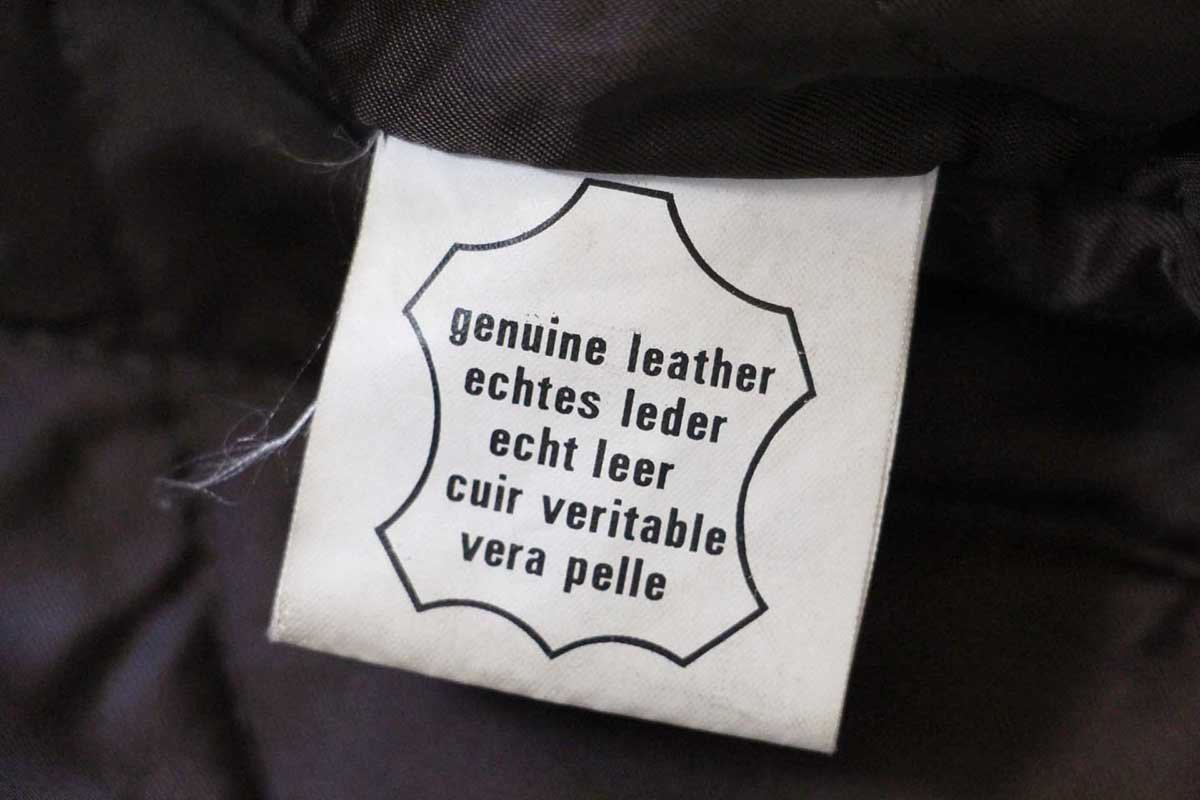 genuine leather
echtes leder
echt leer
cuir veritable
vera pelle